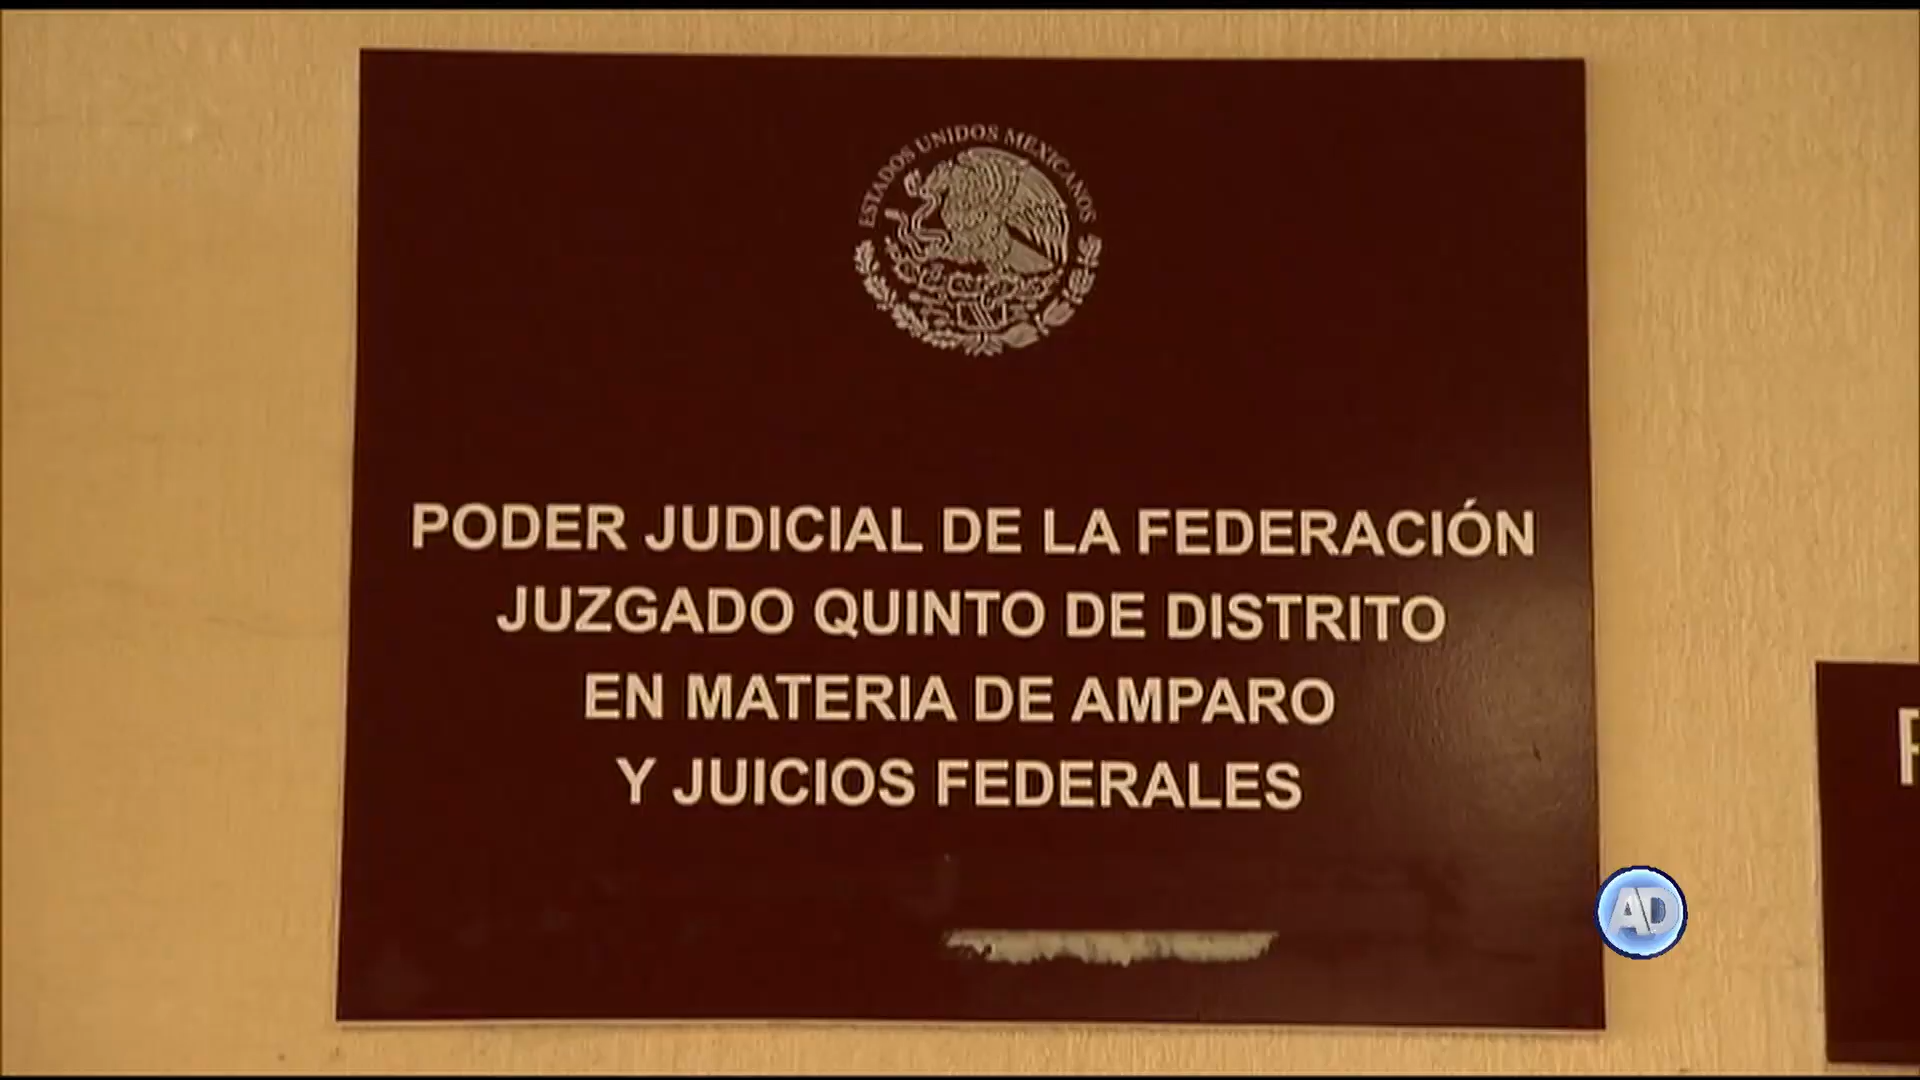 ESTADOS UNIDOS MEXICANOS
PODER JUDICIAL DE LA FEDERACIÓN
JUZGADO QUINTO DE DISTRITO
EN MATERIA DE AMPARO
Y JUICIOS FEDERALES
AD